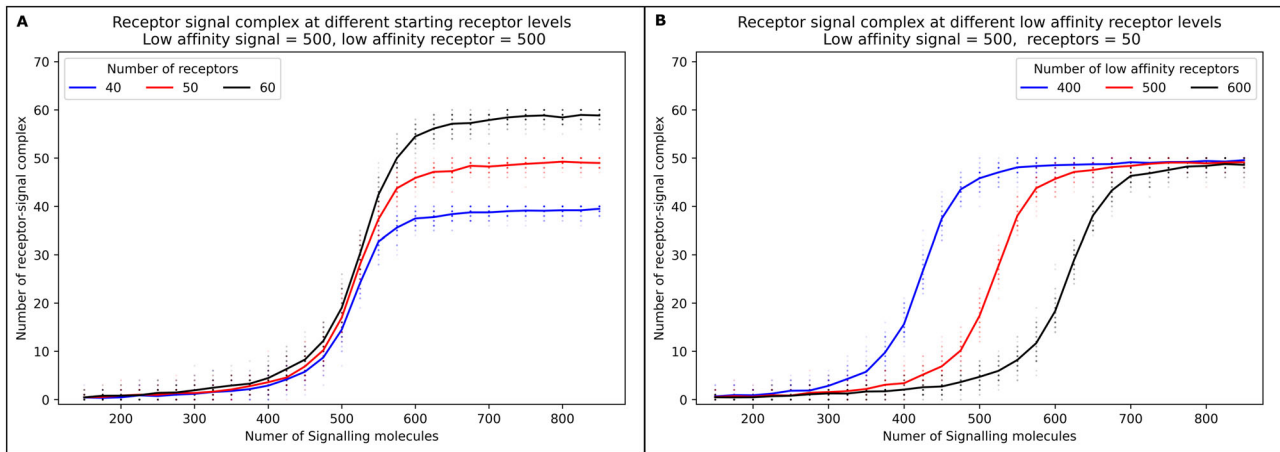 A
Receptor signal complex at different starting receptor levels
Low affinity signal = 500, low affinity receptor = 500
Number of receptors
40 50 60
Number of receptor-signal complex
70
60
50
40
30
20
10
0
200 300 400 500 600 700 800
Numer of Signalling molecules
B
Receptor signal complex at different low affinity receptor levels
Low affinity signal = 500, receptors = 50
Number of low affinity receptors
400 500 600
Number of receptor-signal complex
70
60
50
40
30
20
10
0
200 300 400 500 600 700 800
Numer of Signalling molecules